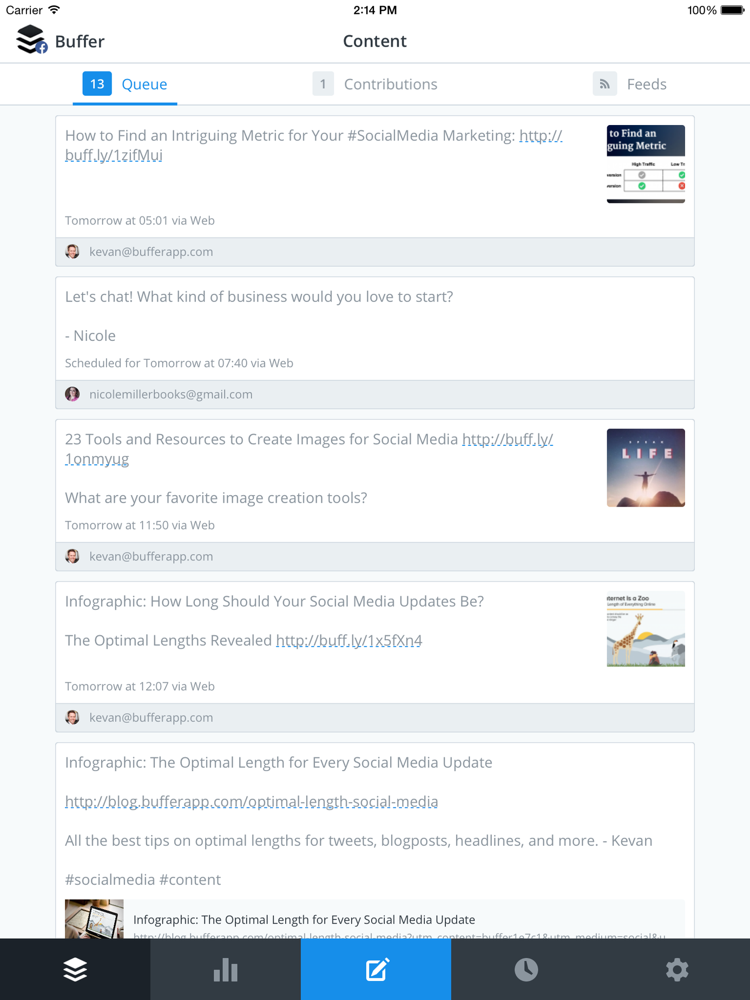 Carrier 2:14 PM 100%
Buffer Content
13 Queue 1 Contributions Feeds
How to Find an Intriguing Metric for Your #SocialMedia Marketing: http://
buff.ly/1zifMui
to Find an
guing Metric
High Traffic Low Tr
version
version
Tomorrow at 05:01 via Web
kevan@bufferapp.com
Let's chat! What kind of business would you love to start?
- Nicole
Scheduled for Tomorrow at 07:40 via Web
nicolemillerbooks@gmail.com
23 Tools and Resources to Create Images for Social Media http://buff.ly/
1onmyug
What are your favorite image creation tools?
SPEAK
LIFE
Tomorrow at 11:50 via Web
kevan@bufferapp.com
Infographic: How Long Should Your Social Media Updates Be?
The Optimal Lengths Revealed http://buff.ly/1x5fXn4
ternet Is a Zoo
Length of Everything Online
Tomorrow at 12:07 via Web
kevan@bufferapp.com
Infographic: The Optimal Length for Every Social Media Update
http://blog.bufferapp.com/optimal-length-social-media
All the best tips on optimal lengths for tweets, blogposts, headlines, and more. - Kevan
#socialmedia #content
Infographic: The Optimal Length for Every Social Media Update
http://blog.bufferapp.com/optimal-length-social-media?utm_content=buffer1e7c1&utm_medium=social&u